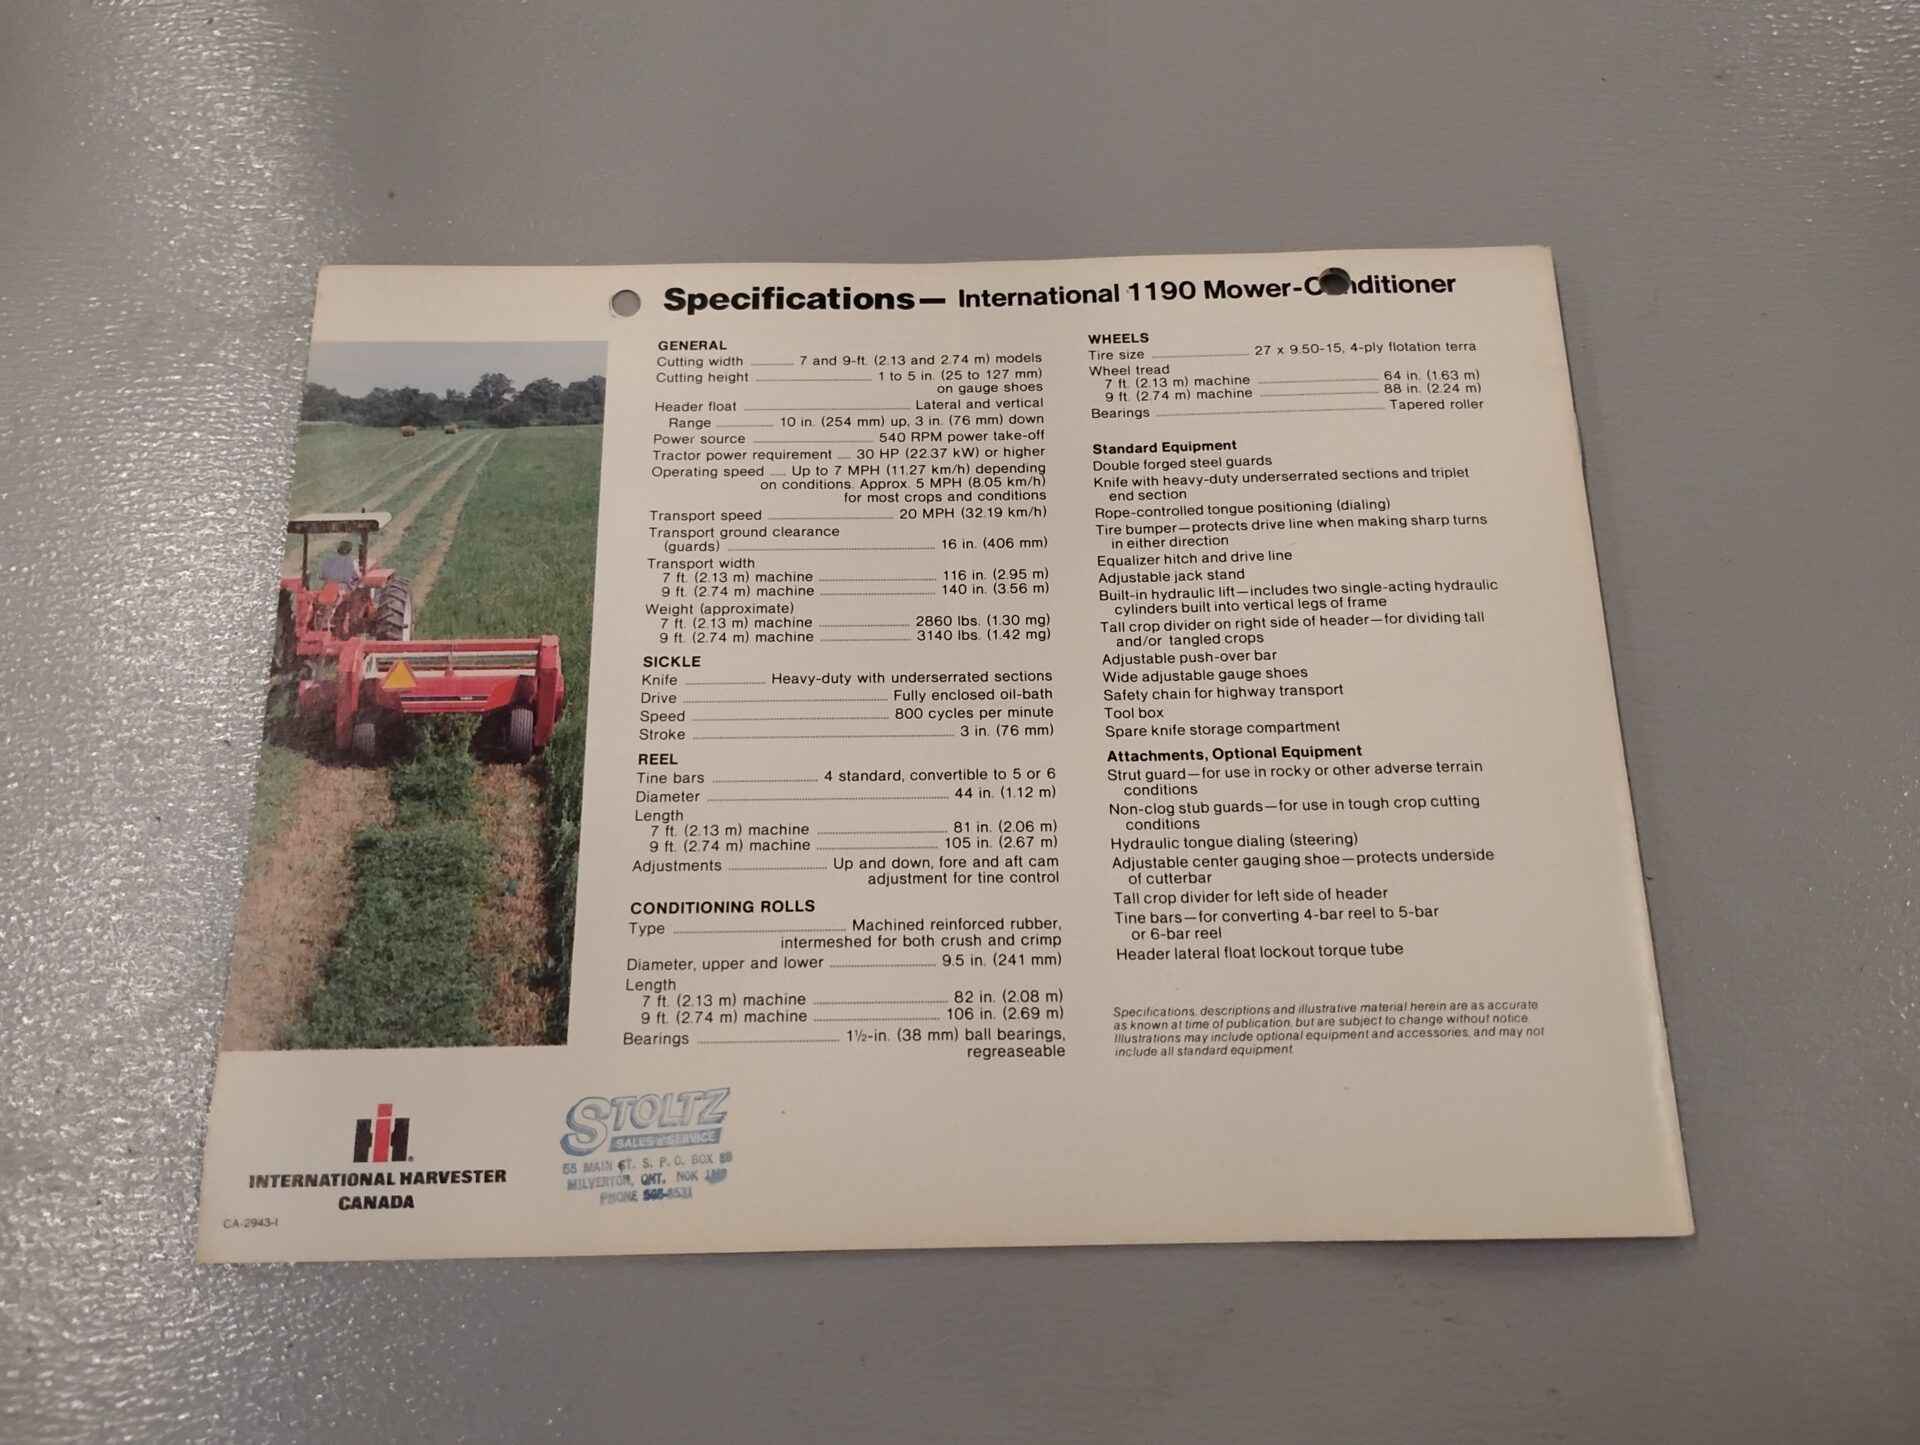 Specifications— International 1190 Mower-Conditioner
GENERAL
Cutting width ........ 7 and 9-ft. (2.13 and 2.74 m) models
Cutting height ........ 1 to 5 in. (25 to 127 mm)
on gauge shoes
Header float ........ Lateral and vertical
Range ........ 10 in. (254 mm) up, 3 in. (76 mm) down
Power source ........ 540 RPM power take-off
Tractor power requirement .... 30 HP (22.37 kW) or higher
Operating speed .... Up to 7 MPH (11.27 km/h) depending
on conditions. Approx. 5 MPH (8.05 km/h)
for most crops and conditions
Transport speed ........ 20 MPH (32.19 km/h)
Transport ground clearance
(guards) ........ 16 in. (406 mm)
Transport width
7 ft. (2.13 m) machine ........ 116 in. (2.95 m)
9 ft. (2.74 m) machine ........ 140 in. (3.56 m)
Weight (approximate)
7 ft. (2.13 m) machine ........ 2860 lbs. (1.30 mg)
9 ft. (2.74 m) machine ........ 3140 lbs. (1.42 mg)
SICKLE
Knife ........ Heavy-duty with underserrated sections
Drive ........ Fully enclosed oil-bath
Speed ........ 800 cycles per minute
Stroke ........ 3 in. (76 mm)
REEL
Tine bars ........ 4 standard, convertible to 5 or 6
Diameter ........ 44 in. (1.12 m)
Length
7 ft. (2.13 m) machine ........ 81 in. (2.06 m)
9 ft. (2.74 m) machine ........ 105 in. (2.67 m)
Adjustments ........ Up and down, fore and aft cam
adjustment for tine control
CONDITIONING ROLLS
Type ........ Machined reinforced rubber,
intermeshed for both crush and crimp
Diameter, upper and lower ........ 9.5 in. (241 mm)
Length
7 ft. (2.13 m) machine ........ 82 in. (2.08 m)
9 ft. (2.74 m) machine ........ 106 in. (2.69 m)
Bearings ........ 1½-in. (38 mm) ball bearings,
regreaseable
WHEELS
Tire size ........ 27 x 9.50-15, 4-ply flotation terra
Wheel tread
7 ft. (2.13 m) machine ........ 64 in. (1.63 m)
9 ft. (2.74 m) machine ........ 88 in. (2.24 m)
Bearings ........ Tapered roller
Standard Equipment
Double forged steel guards
Knife with heavy-duty underserrated sections and triplet
end section
Rope-controlled tongue positioning (dialing)
Tire bumper—protects drive line when making sharp turns
in either direction
Equalizer hitch and drive line
Adjustable jack stand
Built-in hydraulic lift—includes two single-acting hydraulic
cylinders built into vertical legs of frame
Tall crop divider on right side of header—for dividing tall
and/or tangled crops
Adjustable push-over bar
Wide adjustable gauge shoes
Safety chain for highway transport
Tool box
Spare knife storage compartment
Attachments, Optional Equipment
Strut guard—for use in rocky or other adverse terrain
conditions
Non-clog stub guards—for use in tough crop cutting
conditions
Hydraulic tongue dialing (steering)
Adjustable center gauging shoe—protects underside
of cutterbar
Tall crop divider for left side of header
Tine bars—for converting 4-bar reel to 5-bar
or 6-bar reel
Header lateral float lockout torque tube
Specifications, descriptions and illustrative material herein are as accurate
as known at time of publication, but are subject to change without notice.
Illustrations may include optional equipment and accessories, and may not
include all standard equipment.
INTERNATIONAL HARVESTER
CANADA
CA-2943-I
STOLTZ
SALES & SERVICE
55 MAIN ST. S. P.O. BOX
MILVERTON, ONT. N0K
PHONE